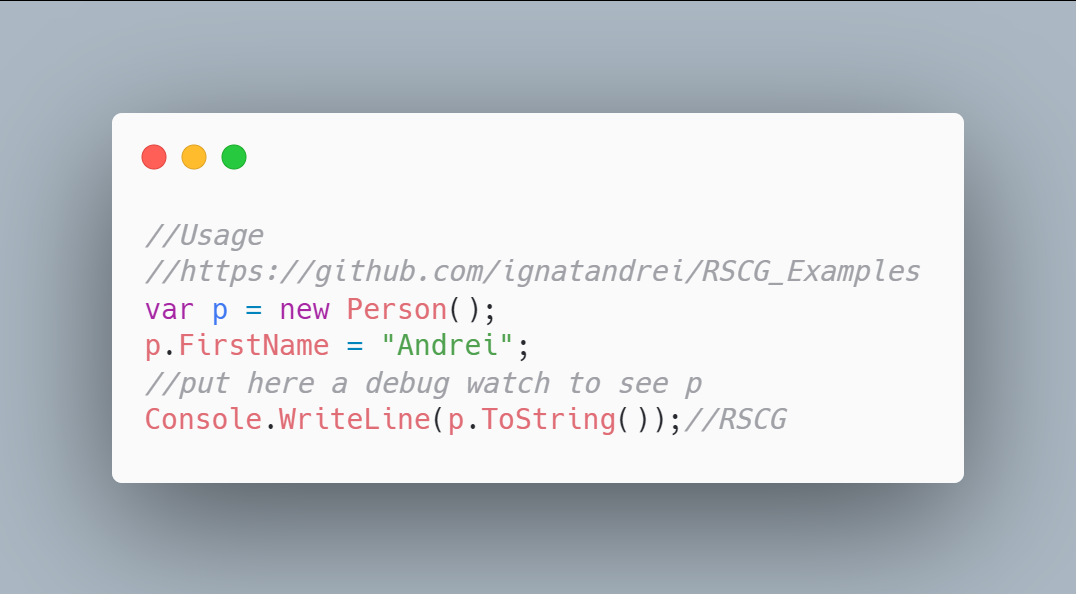 //Usage
//https://github.com/ignatandrei/RSCG_Examples
var p = new Person();
p.FirstName = "Andrei";
//put here a debug watch to see p
Console.WriteLine(p.ToString());//RSCG